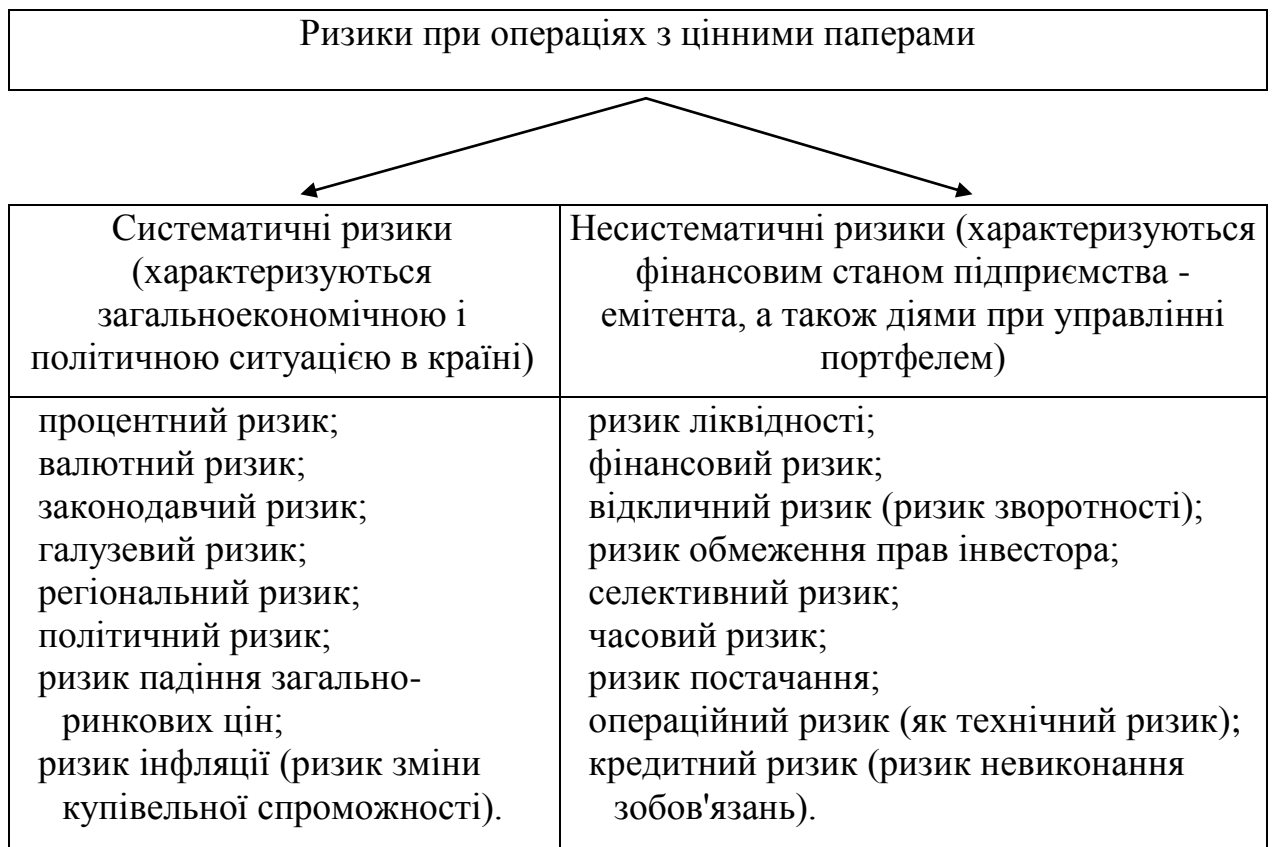 Ризики при операціях з цінними паперами
Систематичні ризики
(характеризуються
загальноекономічною і
політичною ситуацією в країні)
Несистематичні ризики (характеризуються
фінансовим станом підприємства -
емітента, а також діями при управлінні
портфелем)
процентний ризик;
валютний ризик;
законодавчий ризик;
галузевий ризик;
регіональний ризик;
політичний ризик;
ризик падіння загально-
ринкових цін;
ризик інфляції (ризик зміни
купівельної спроможності).
ризик ліквідності;
фінансовий ризик;
відкличний ризик (ризик зворотності);
ризик обмеження прав інвестора;
селективний ризик;
часовий ризик;
ризик постачання;
операційний ризик (як технічний ризик);
кредитний ризик (ризик невиконання
зобов'язань).